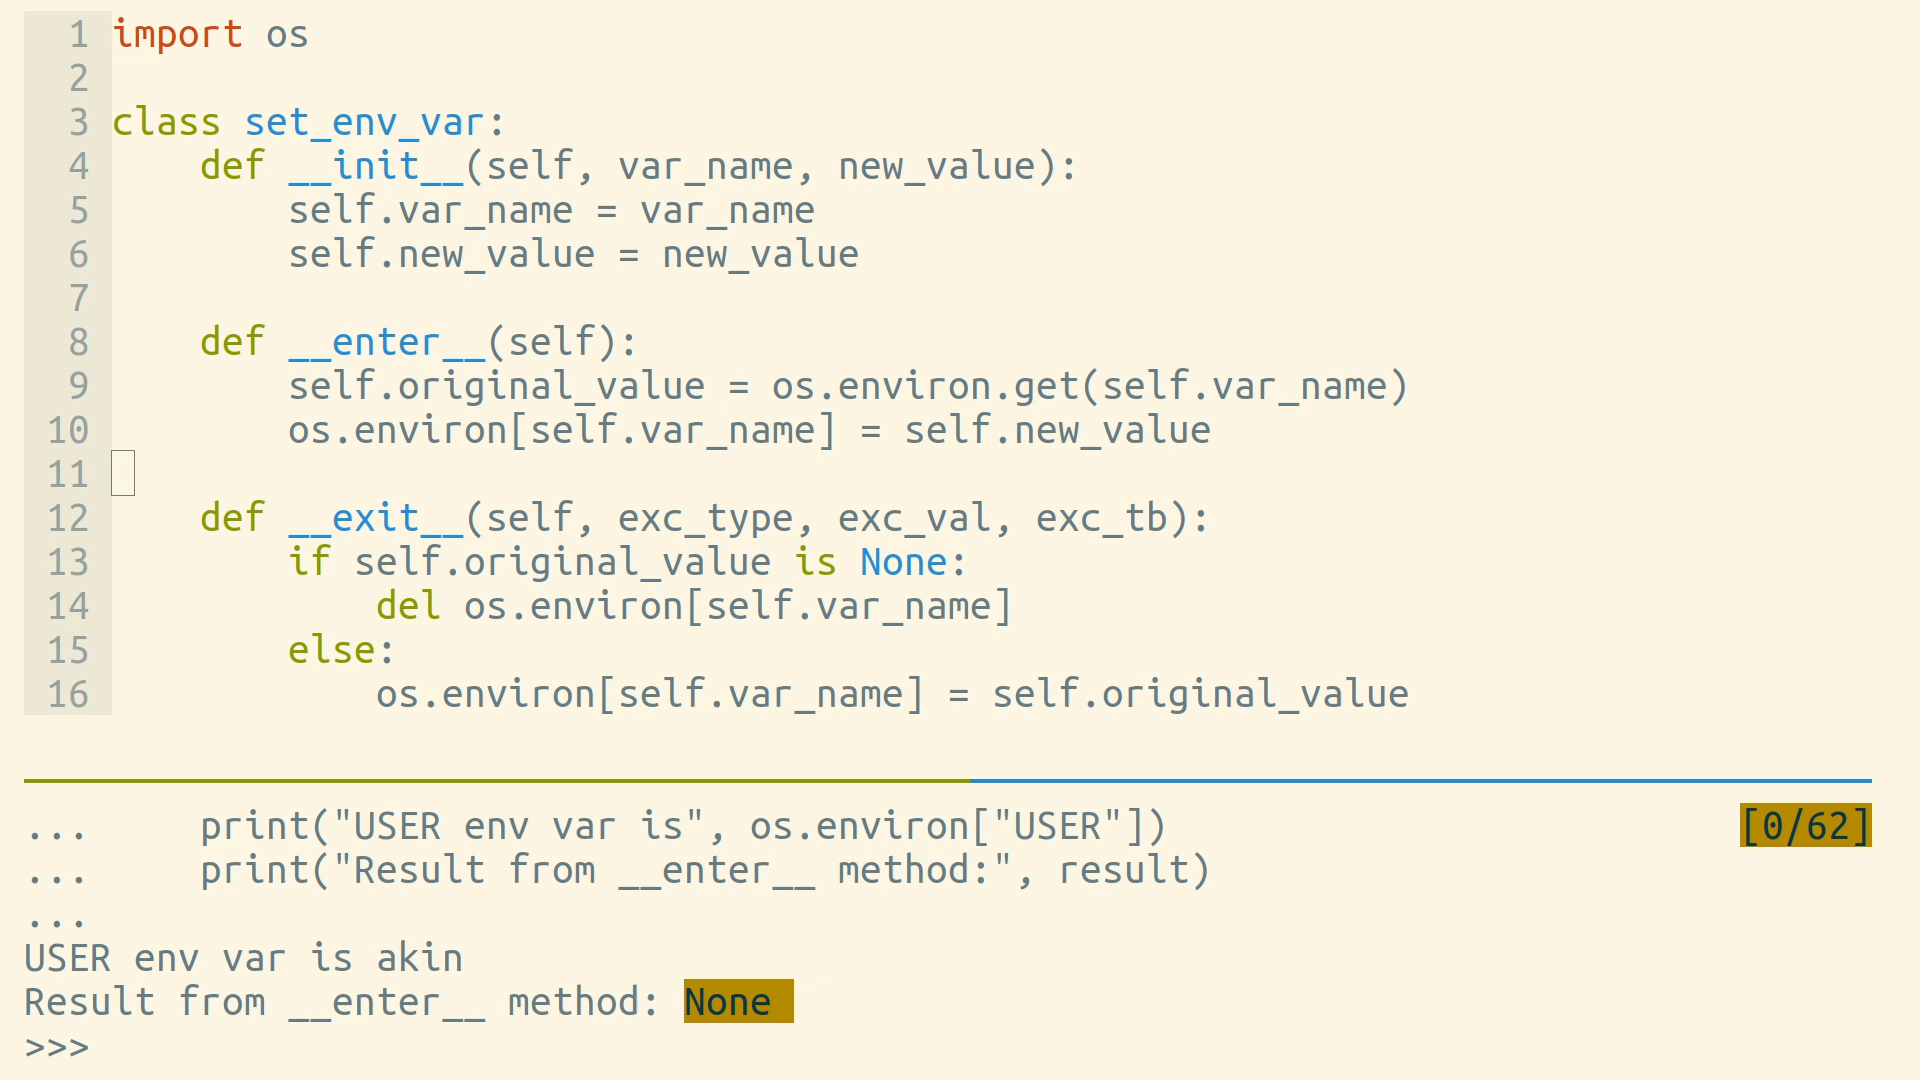 1 import os
2
3 class set_env_var:
4     def __init__(self, var_name, new_value):
5         self.var_name = var_name
6         self.new_value = new_value
7
8     def __enter__(self):
9         self.original_value = os.environ.get(self.var_name)
10         os.environ[self.var_name] = self.new_value
11
12     def __exit__(self, exc_type, exc_val, exc_tb):
13         if self.original_value is None:
14             del os.environ[self.var_name]
15         else:
16             os.environ[self.var_name] = self.original_value
...     print("USER env var is", os.environ["USER"]) [0/62]
...     print("Result from __enter__ method:", result)
...
USER env var is akin
Result from __enter__ method: None
>>>